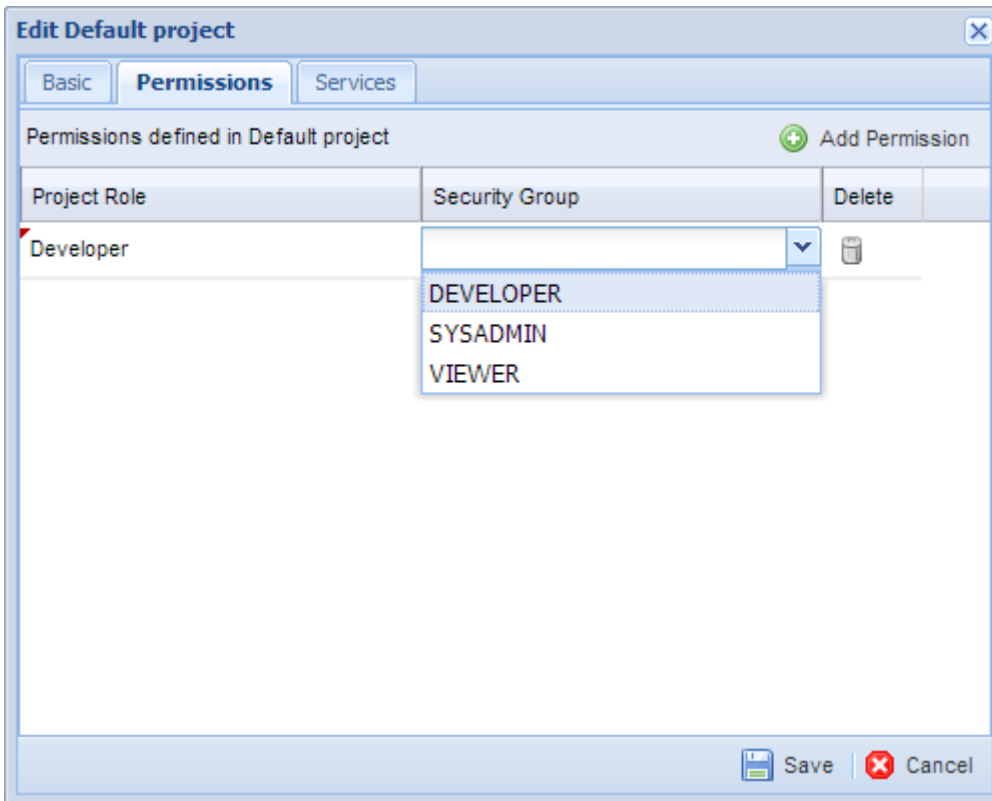 Edit Default project
Basic Permissions Services
Permissions defined in Default project Add Permission
Project Role Security Group Delete
Developer
DEVELOPER
SYSADMIN
VIEWER
Save Cancel